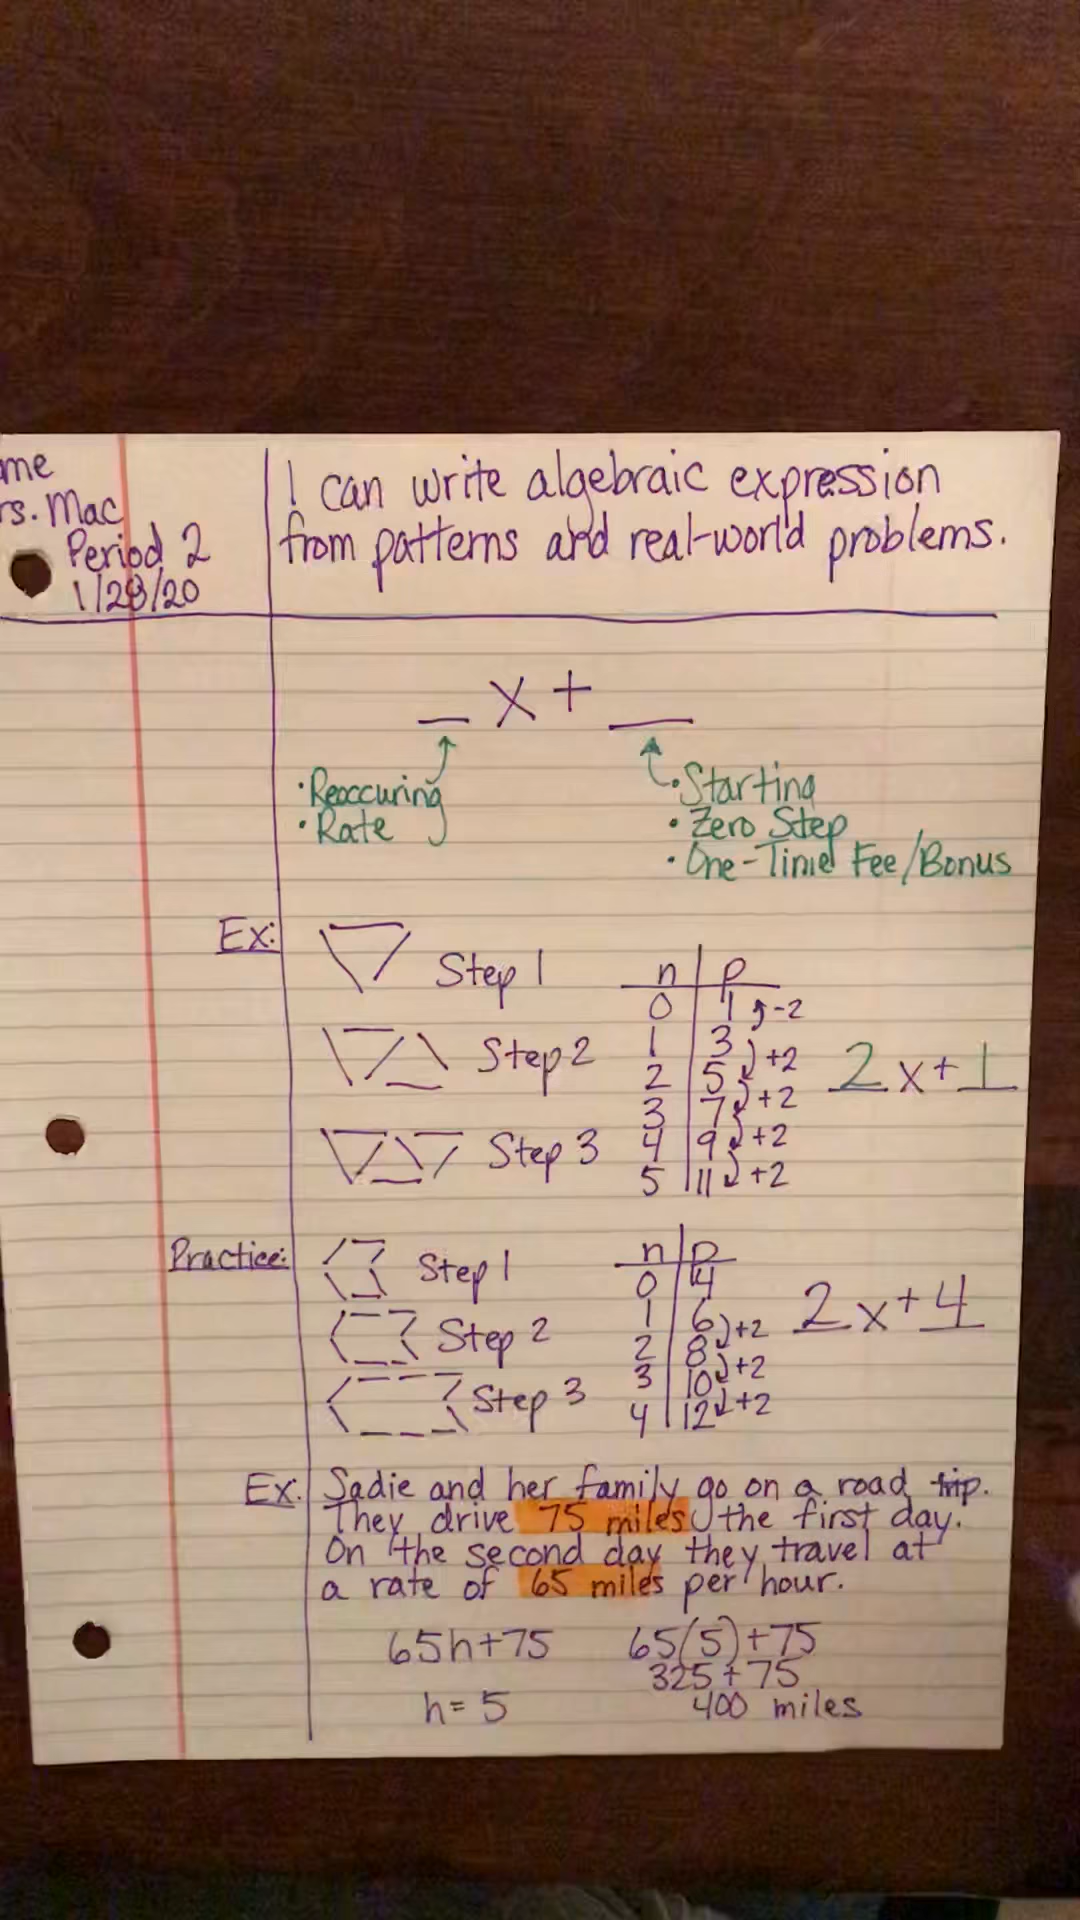 me
rs. Mac
Period 2
1/28/20
I can write algebraic expression
from patterns and real-world problems.
_ x + __
• Reoccuring
• Rate
• Starting
• Zero Step
• One-Time Fee/Bonus
Ex:
Step 1
Step 2
Step 3
n | p
0 | 1 -2
1 | 3
2 | 5 +2
3 | 7 +2
4 | 9 +2
5 | 11 +2
2x+1
Practice:
Step 1
Step 2
Step 3
n | p
0 | 4
1 | 6
2 | 8 +2
3 | 10 +2
4 | 12 +2
2x+4
Ex: Sadie and her family go on a road trip.
They drive 75 miles the first day.
On the second day they travel at
a rate of 65 miles per hour.
65h+75 65(5)+75
325+75
h=5 400 miles